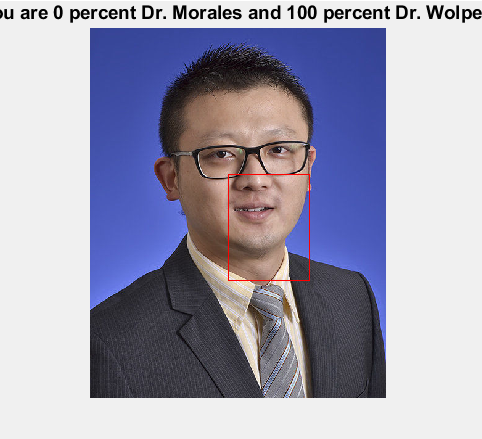 ou are 0 percent Dr. Morales and 100 percent Dr. Wolpe